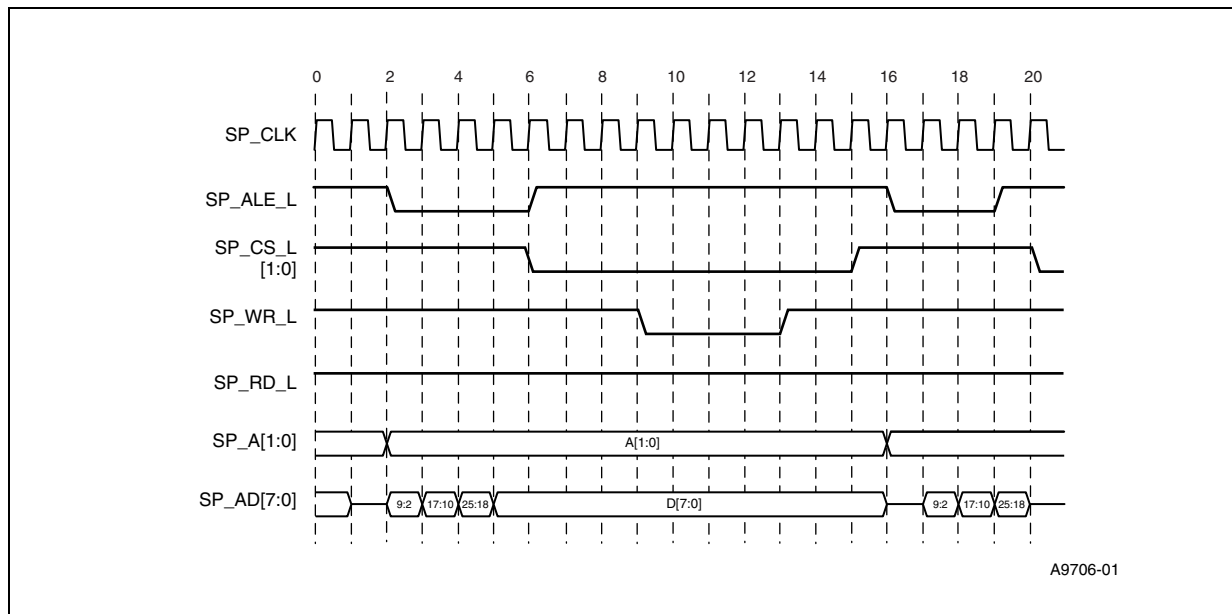 0 2 4 6 8 10 12 14 16 18 20
SP_CLK
SP_ALE_L
SP_CS_L
[1:0]
SP_WR_L
SP_RD_L
SP_A[1:0] A[1:0]
SP_AD[7:0] 9:2 17:10 25:18 D[7:0] 9:2 17:10 25:18
A9706-01